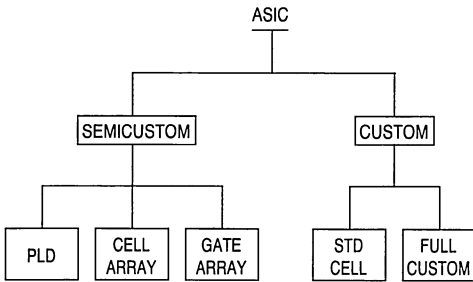 ASIC
SEMICUSTOM
CUSTOM
PLD
CELL
ARRAY
GATE
ARRAY
STD
CELL
FULL
CUSTOM